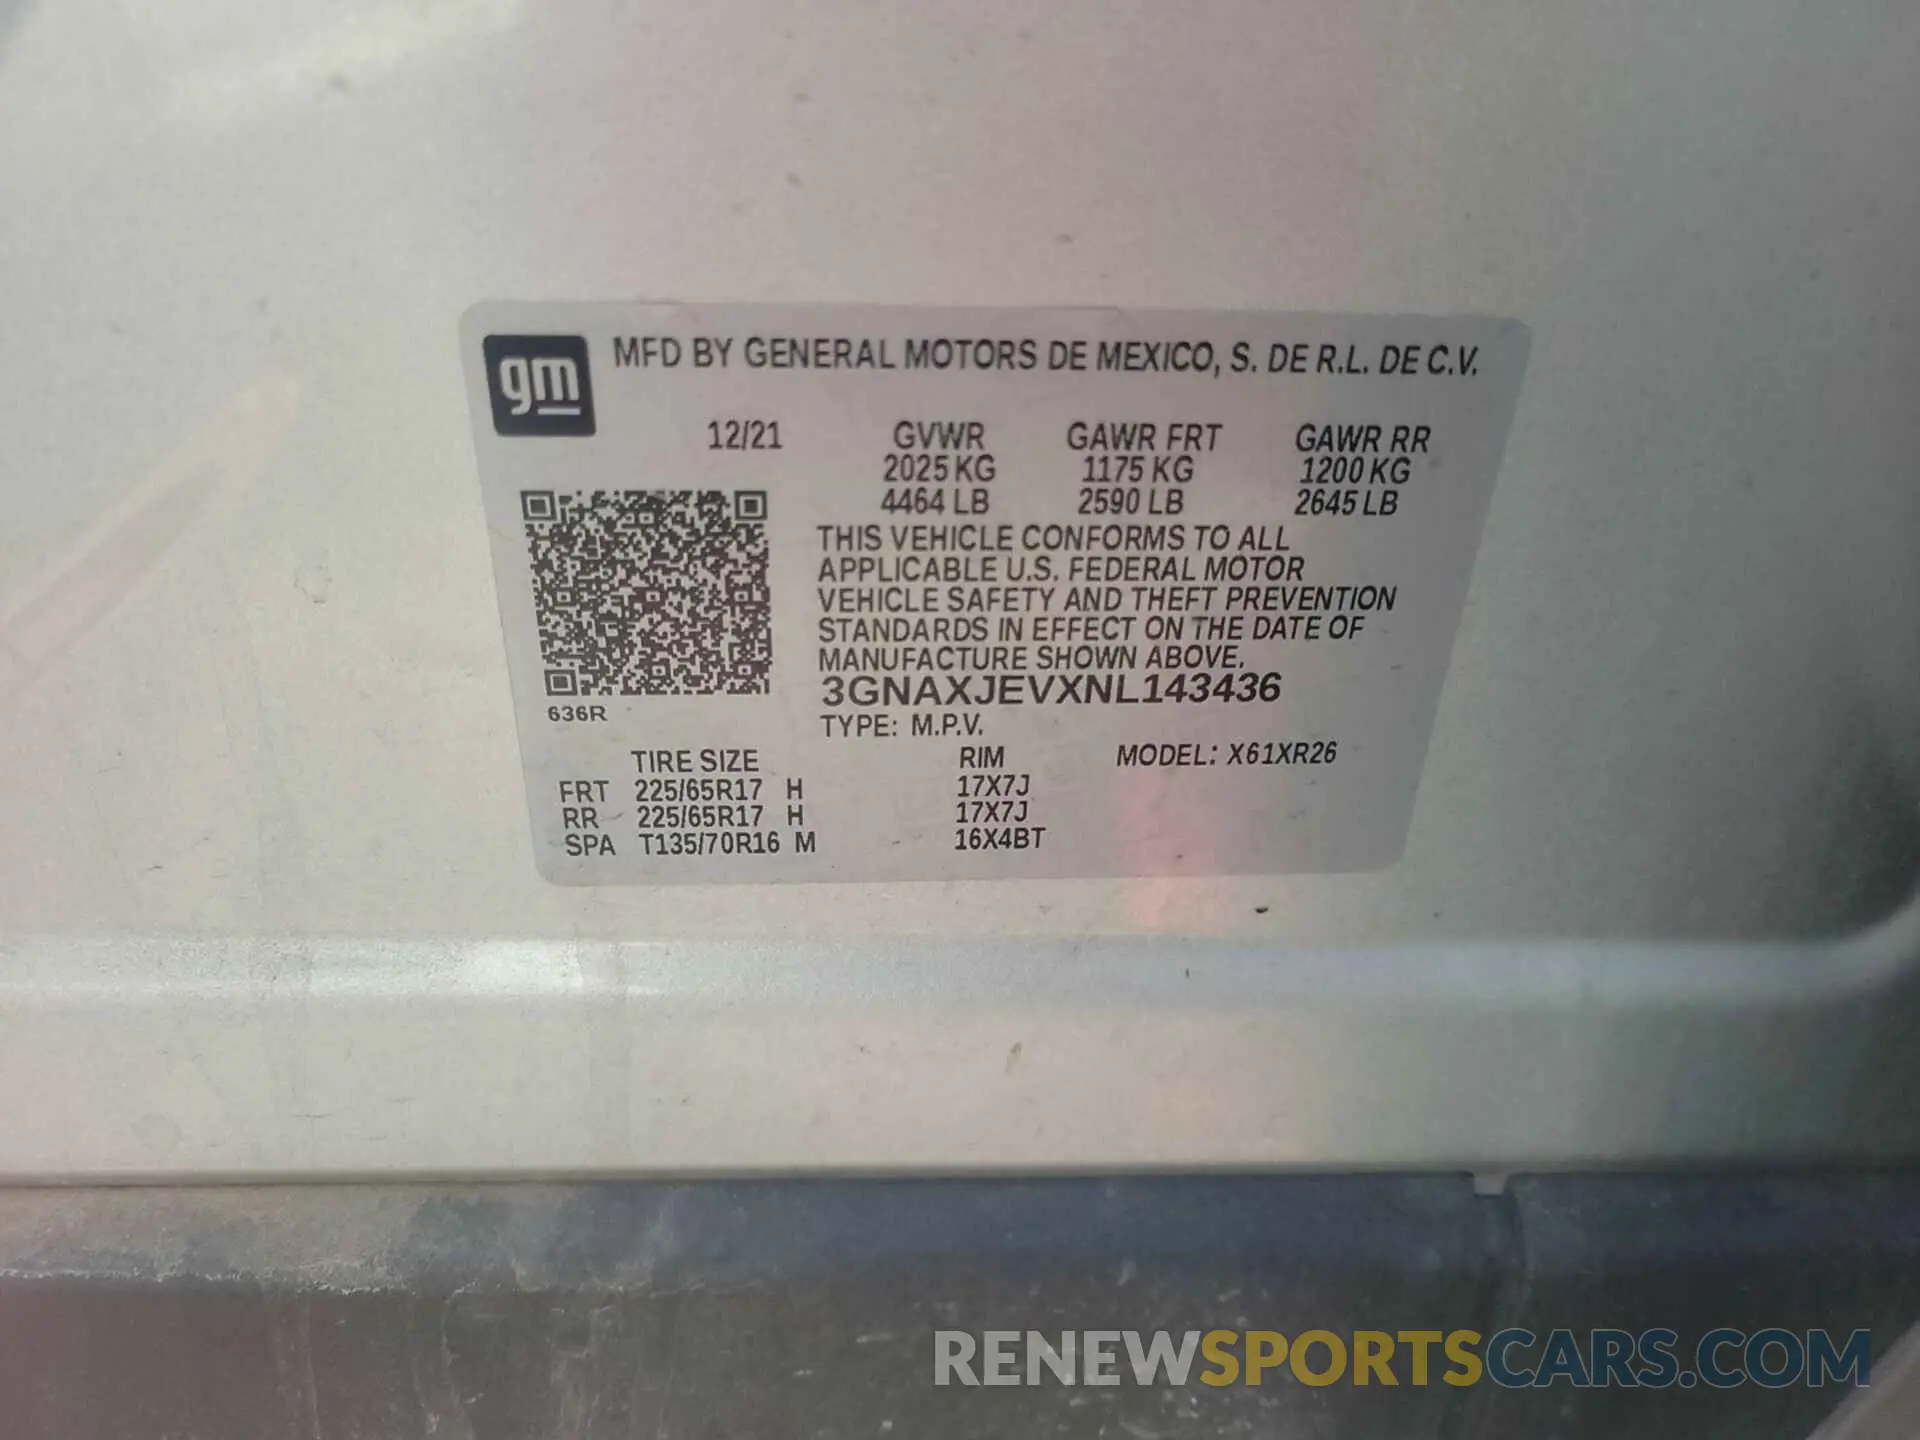 gm
MFD BY GENERAL MOTORS DE MEXICO, S. DE R.L. DE C.V.
12/21 GVWR GAWR FRT GAWR RR
2025 KG 1175 KG 1200 KG
4464 LB 2590 LB 2645 LB
THIS VEHICLE CONFORMS TO ALL
APPLICABLE U.S. FEDERAL MOTOR
VEHICLE SAFETY AND THEFT PREVENTION
STANDARDS IN EFFECT ON THE DATE OF
MANUFACTURE SHOWN ABOVE.
3GNAXJEVXNL143436
636R
TYPE: M.P.V.
TIRE SIZE RIM MODEL: X61XR26
FRT 225/65R17 H 17X7J
RR 225/65R17 H 17X7J
SPA T135/70R16 M 16X4BT
RENEWSPORTSCARS.COM